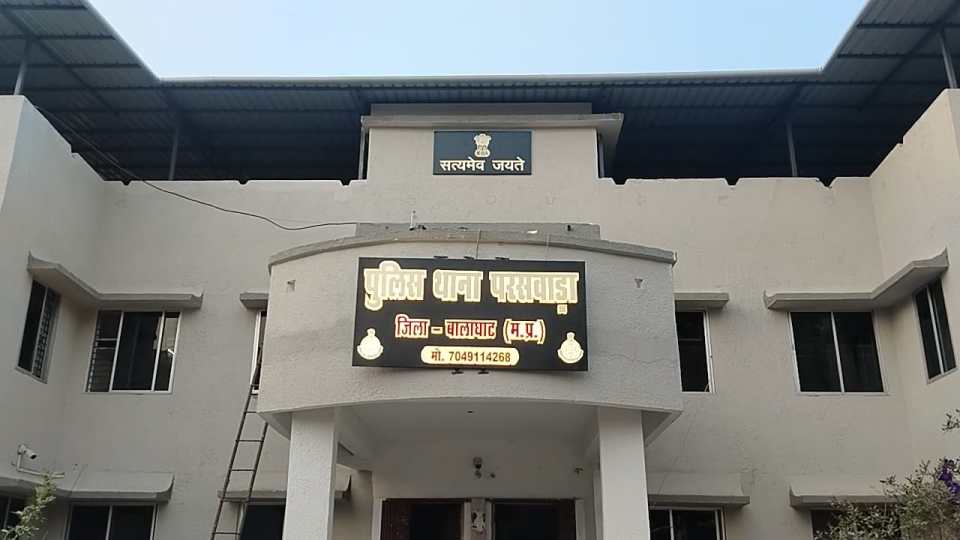 सत्यमेव जयते
पुलिस थाना परसवाड़ा
जिला - बालाघाट (म.प्र.)
मो. 7049114268